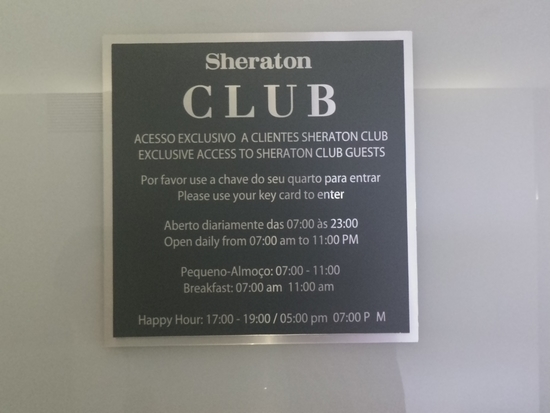 Sheraton
CLUB
ACESSO EXCLUSIVO A CLIENTES SHERATON CLUB
EXCLUSIVE ACCESS TO SHERATON CLUB GUESTS
Por favor use a chave do seu quarto para entrar
Please use your key card to enter
Aberto diariamente das 07:00 às 23:00
Open daily from 07:00 am to 11:00 PM
Pequeno-Almoço: 07:00 - 11:00
Breakfast: 07:00 am 11:00 am
Happy Hour: 17:00 - 19:00 / 05:00 pm 07:00 P M